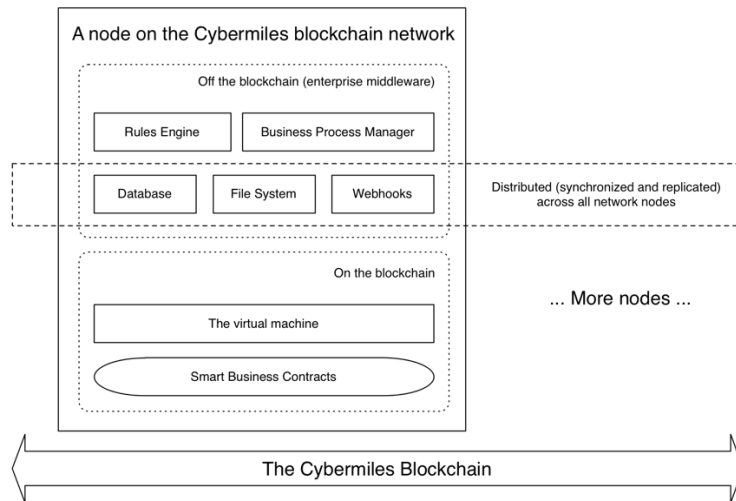 A node on the Cybermiles blockchain network
Off the blockchain (enterprise middleware)
Rules Engine
Business Process Manager
Database
File System
Webhooks
Distributed (synchronized and replicated)
across all network nodes
On the blockchain
The virtual machine
Smart Business Contracts
... More nodes ...
The Cybermiles Blockchain